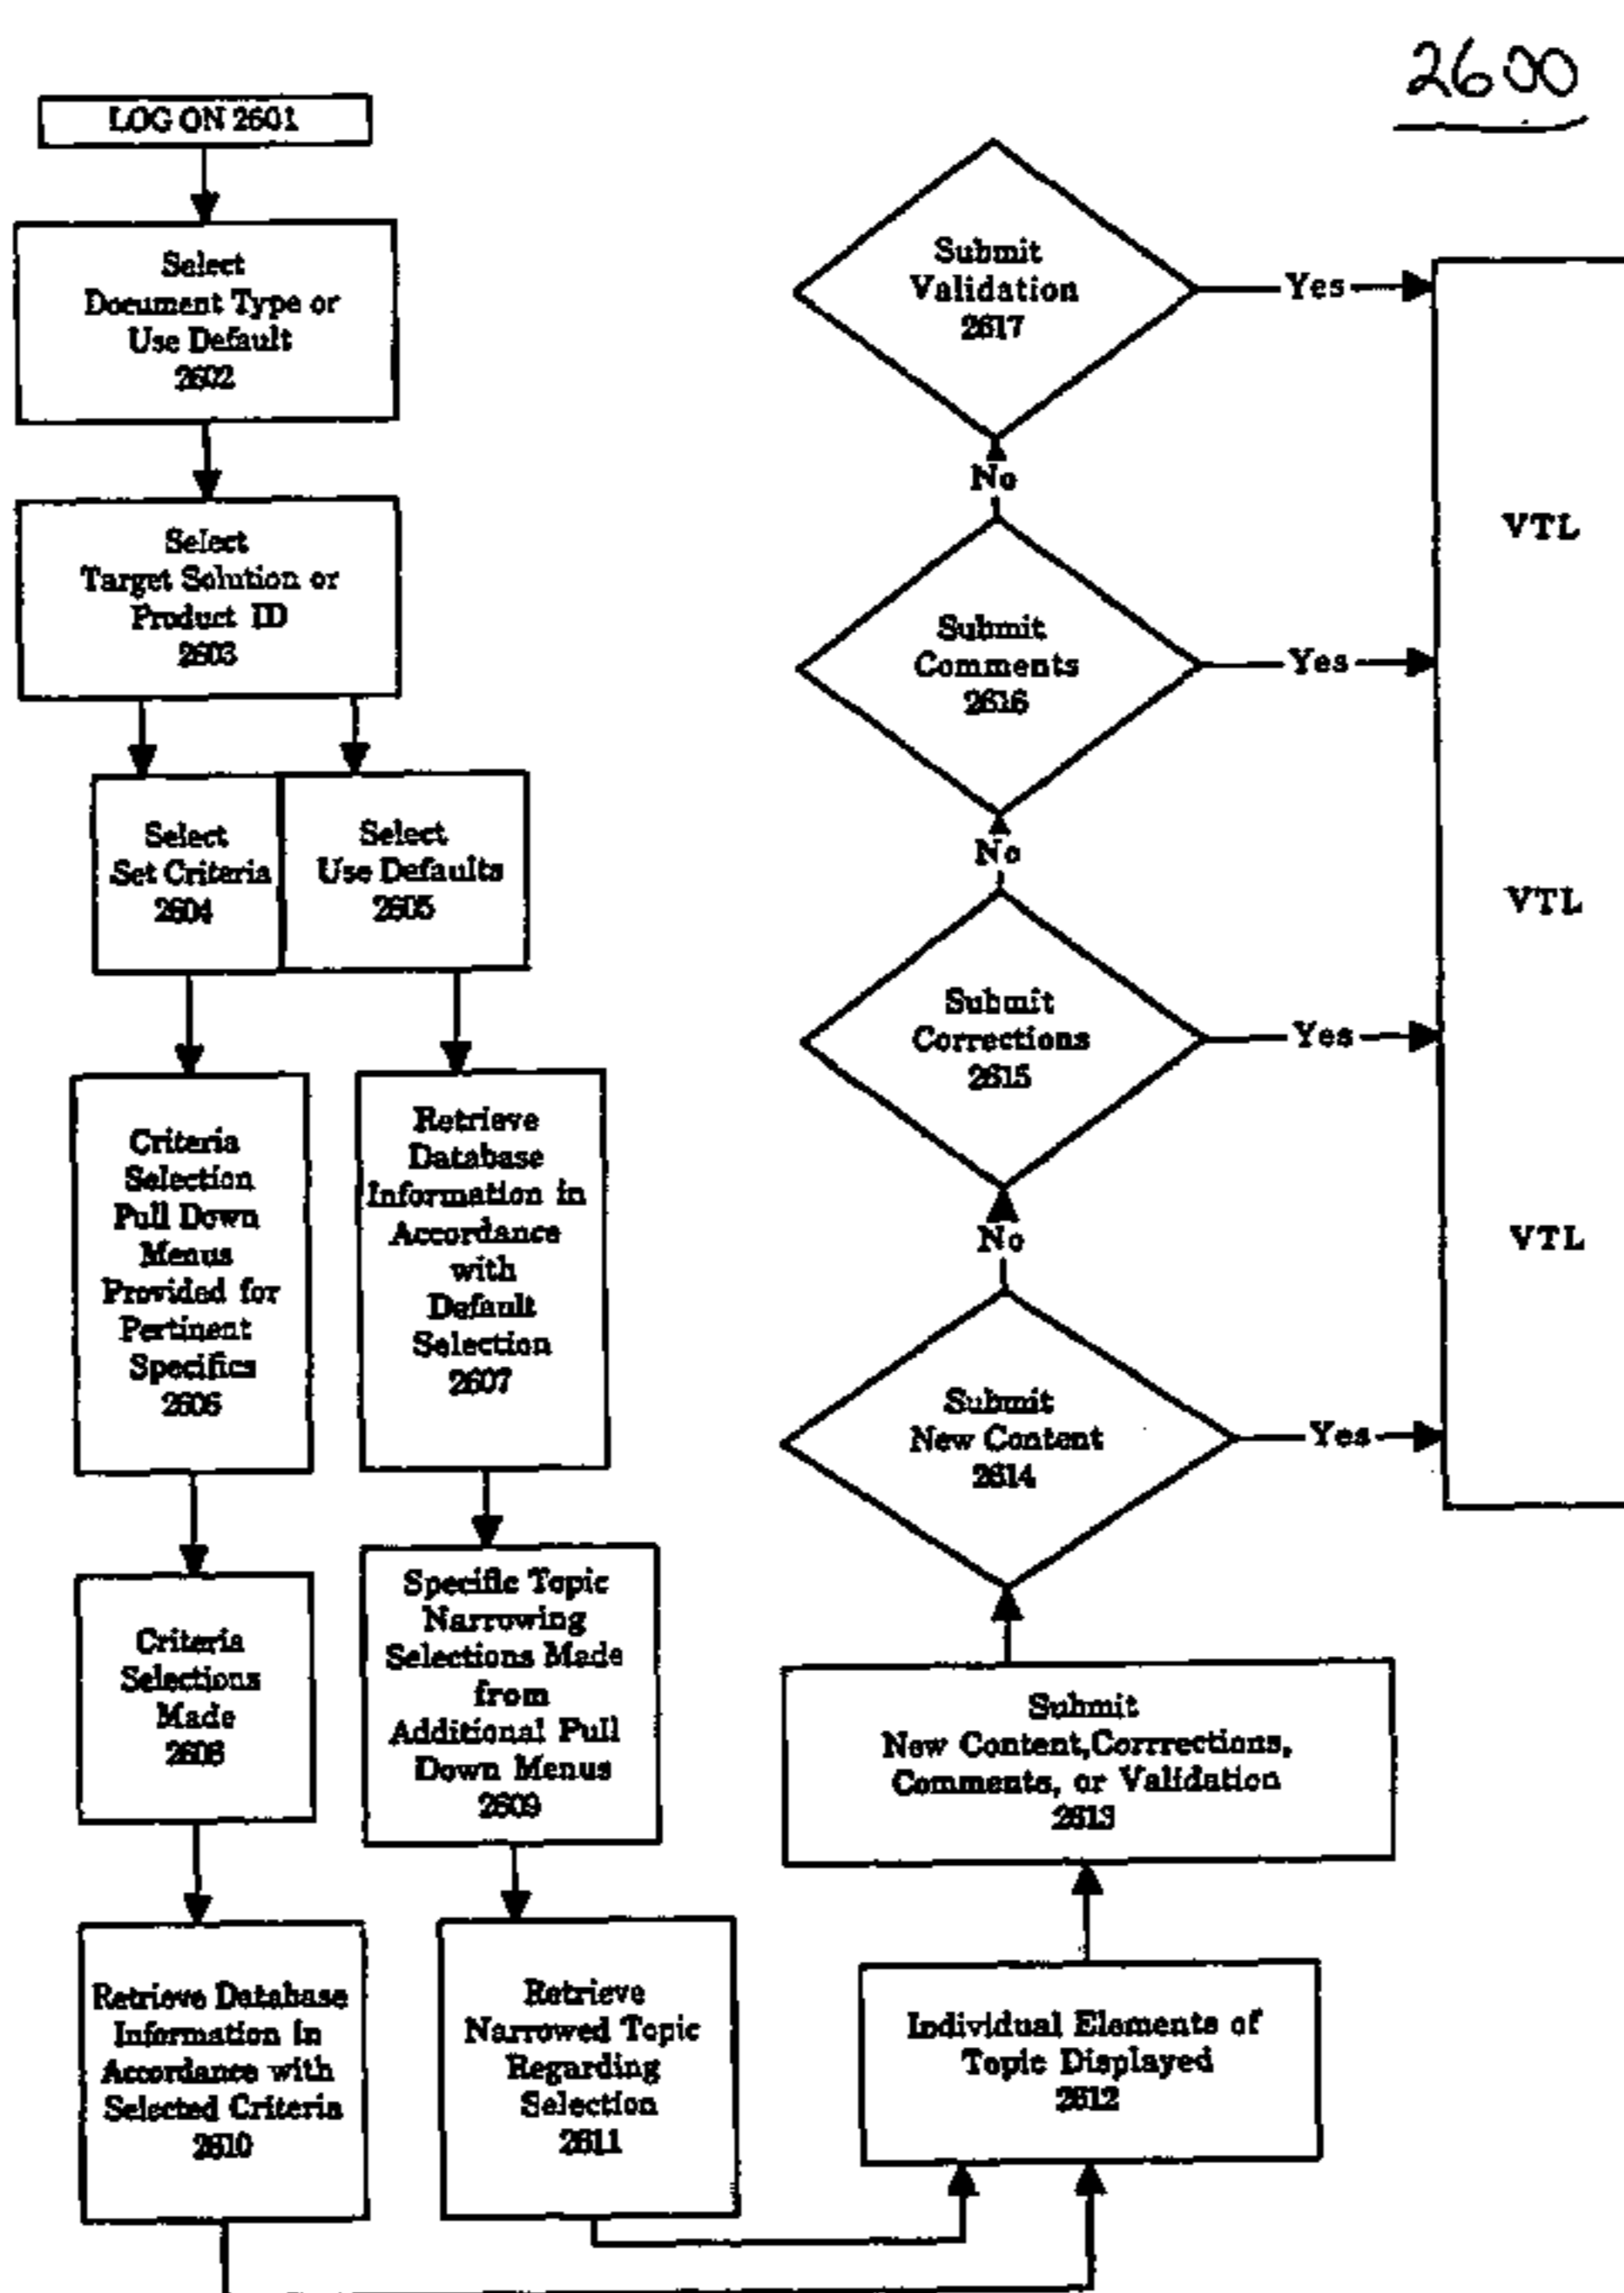 2600
LOG ON 2601
Select
Document Type or
Use Default
2602
Select
Target Solution or
Product ID
2603
Select
Set Criteria
2604
Select
Use Defaults
2605
Criteria
Selection
Pull Down
Menus
Provided for
Pertinent
Specifics
2606
Retrieve
Database
Information in
Accordance
with
Default
Selection
2607
Criteria
Selections
Made
2608
Specific Topic
Narrowing
Selections Made
from
Additional Pull
Down Menus
2609
Retrieve Database
Information in
Accordance with
Selected Criteria
2610
Retrieve
Narrowed Topic
Regarding
Selection
2611
Individual Elements of
Topic Displayed
2612
Submit
New Content,Corrrections,
Comments, or Validation
2613
Submit
New Content
2614
Yes
No
Submit
Corrections
2615
Yes
No
Submit
Comments
2616
Yes
No
Submit
Validation
2617
Yes
VTL
VTL
VTL